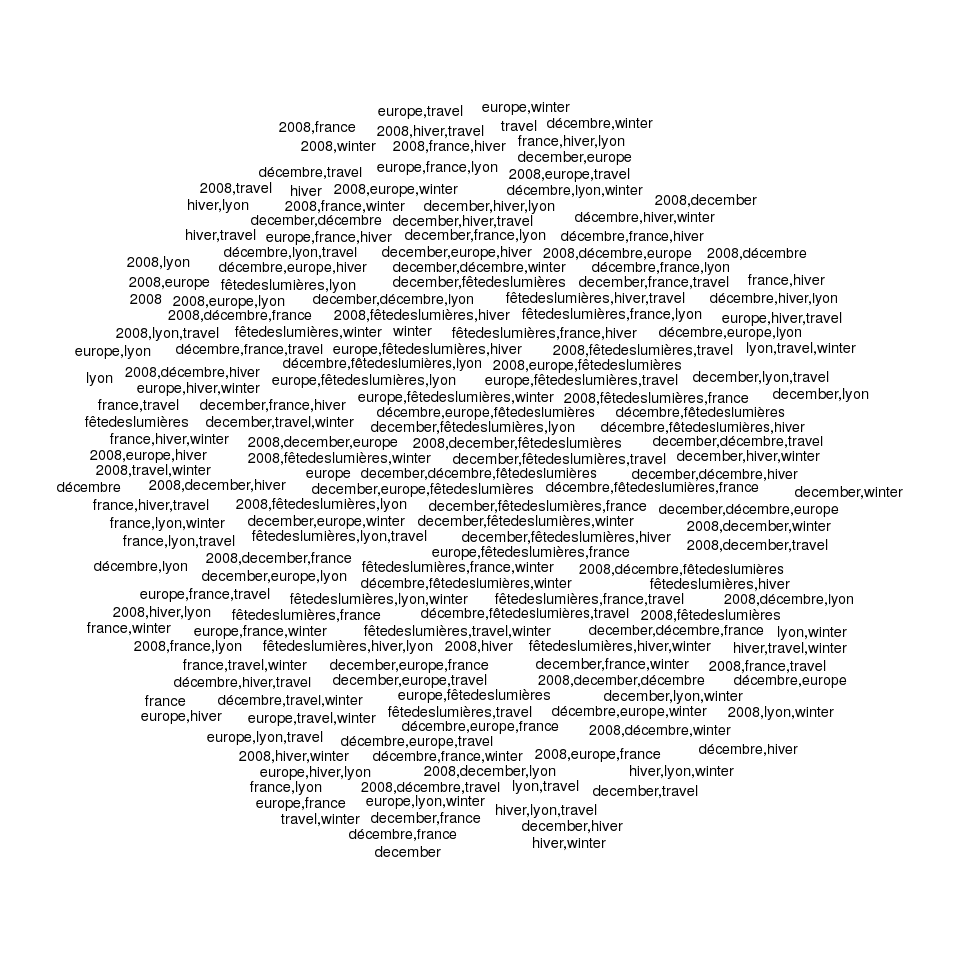 europe,travel europe,winter
2008,france 2008,hiver,travel travel décembre,winter
2008,winter 2008,france,hiver france,hiver,lyon
december,europe
décembre,travel europe,france,lyon 2008,europe,travel
2008,travel hiver 2008,europe,winter décembre,lyon,winter
hiver,lyon 2008,france,winter december,hiver,lyon 2008,december
december,décembre december,hiver,travel décembre,hiver,winter
hiver,travel europe,france,hiver december,france,lyon décembre,france,hiver
décembre,lyon,travel december,europe,hiver 2008,décembre,europe 2008,décembre
2008,lyon décembre,europe,hiver december,décembre,winter décembre,france,lyon
2008,europe fêtedeslumières,lyon december,fêtedeslumières december,france,travel france,hiver
2008 2008,europe,lyon december,décembre,lyon fêtedeslumières,hiver,travel décembre,hiver,lyon
2008,décembre,france 2008,fêtedeslumières,hiver fêtedeslumières,france,lyon europe,hiver,travel
2008,lyon,travel fêtedeslumières,winter winter fêtedeslumières,france,hiver décembre,europe,lyon
europe,lyon décembre,france,travel europe,fêtedeslumières,hiver 2008,fêtedeslumières,travel lyon,travel,winter
décembre,fêtedeslumières,lyon 2008,europe,fêtedeslumières
lyon 2008,décembre,hiver europe,fêtedeslumières,lyon europe,fêtedeslumières,travel december,lyon,travel
europe,hiver,winter europe,fêtedeslumières,winter 2008,fêtedeslumières,france december,lyon
france,travel december,france,hiver décembre,europe,fêtedeslumières décembre,fêtedeslumières
fêtedeslumières december,travel,winter december,fêtedeslumières,lyon décembre,fêtedeslumières,hiver
france,hiver,winter 2008,december,europe 2008,december,fêtedeslumières december,décembre,travel
2008,europe,hiver 2008,fêtedeslumières,winter december,fêtedeslumières,travel december,hiver,winter
2008,travel,winter europe december,décembre,fêtedeslumières december,décembre,hiver
décembre 2008,december,hiver december,europe,fêtedeslumières décembre,fêtedeslumières,france december,winter
france,hiver,travel 2008,fêtedeslumières,lyon december,fêtedeslumières,france december,décembre,europe
france,lyon,winter december,europe,winter december,fêtedeslumières,winter 2008,december,winter
france,lyon,travel fêtedeslumières,lyon,travel december,fêtedeslumières,hiver 2008,december,travel
2008,december,france europe,fêtedeslumières,france
décembre,lyon december,europe,lyon fêtedeslumières,france,winter 2008,décembre,fêtedeslumières
décembre,fêtedeslumières,winter fêtedeslumières,hiver
europe,france,travel fêtedeslumières,lyon,winter fêtedeslumières,france,travel 2008,décembre,lyon
2008,hiver,lyon fêtedeslumières,france décembre,fêtedeslumières,travel 2008,fêtedeslumières
france,winter europe,france,winter fêtedeslumières,travel,winter december,décembre,france lyon,winter
2008,france,lyon fêtedeslumières,hiver,lyon 2008,hiver fêtedeslumières,hiver,winter hiver,travel,winter
france,travel,winter december,europe,france december,france,winter 2008,france,travel
décembre,hiver,travel december,europe,travel 2008,december,décembre décembre,europe
france décembre,travel,winter europe,fêtedeslumières december,lyon,winter
europe,hiver europe,travel,winter fêtedeslumières,travel décembre,europe,winter 2008,lyon,winter
décembre,europe,france 2008,décembre,winter
europe,lyon,travel décembre,europe,travel
2008,hiver,winter décembre,france,winter 2008,europe,france décembre,hiver
europe,hiver,lyon 2008,december,lyon hiver,lyon,winter
france,lyon 2008,décembre,travel lyon,travel december,travel
europe,france europe,lyon,winter hiver,lyon,travel
travel,winter december,france december,hiver
décembre,france hiver,winter
december